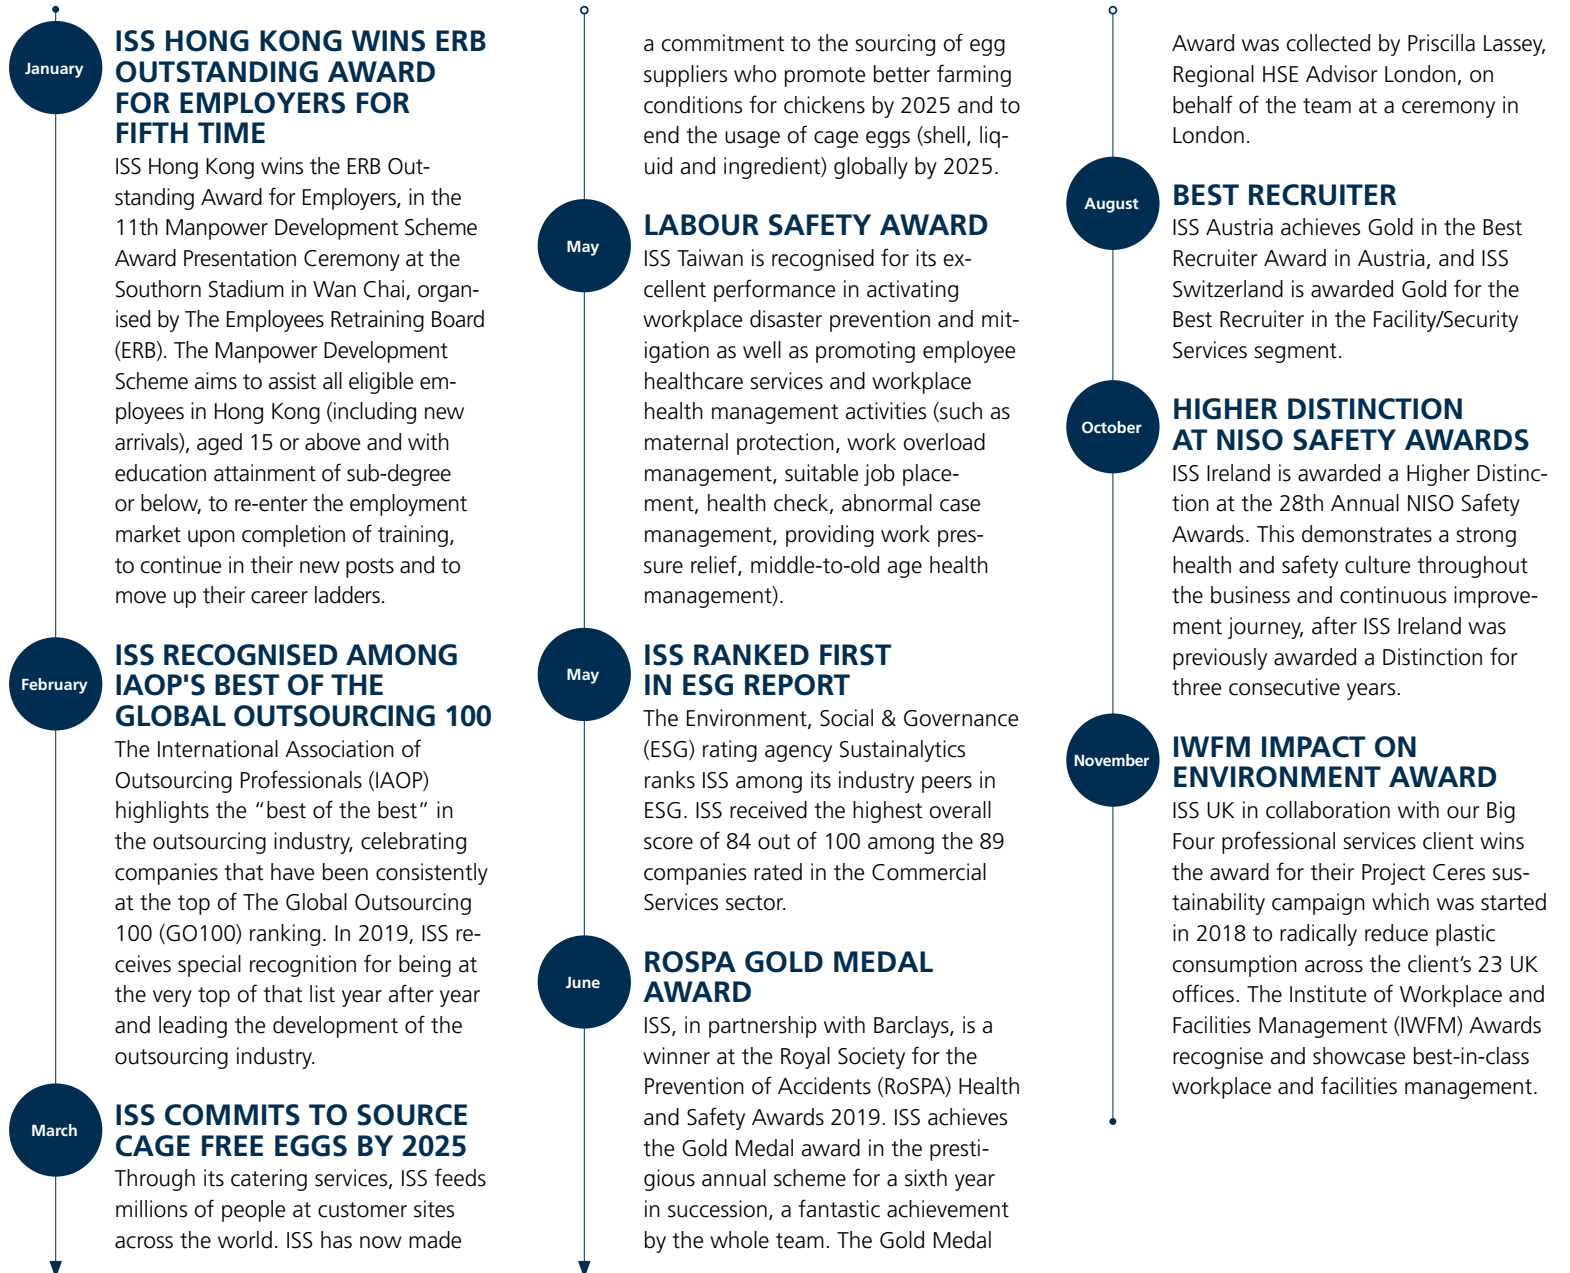 January
ISS HONG KONG WINS ERB
OUTSTANDING AWARD
FOR EMPLOYERS FOR
FIFTH TIME
ISS Hong Kong wins the ERB Out-
standing Award for Employers, in the
11th Manpower Development Scheme
Award Presentation Ceremony at the
Southorn Stadium in Wan Chai, organ-
ised by The Employees Retraining Board
(ERB). The Manpower Development
Scheme aims to assist all eligible em-
ployees in Hong Kong (including new
arrivals), aged 15 or above and with
education attainment of sub-degree
or below, to re-enter the employment
market upon completion of training,
to continue in their new posts and to
move up their career ladders.
February
ISS RECOGNISED AMONG
IAOP'S BEST OF THE
GLOBAL OUTSOURCING 100
The International Association of
Outsourcing Professionals (IAOP)
highlights the “best of the best” in
the outsourcing industry, celebrating
companies that have been consistently
at the top of The Global Outsourcing
100 (GO100) ranking. In 2019, ISS re-
ceives special recognition for being at
the very top of that list year after year
and leading the development of the
outsourcing industry.
March
ISS COMMITS TO SOURCE
CAGE FREE EGGS BY 2025
Through its catering services, ISS feeds
millions of people at customer sites
across the world. ISS has now made
a commitment to the sourcing of egg
suppliers who promote better farming
conditions for chickens by 2025 and to
end the usage of cage eggs (shell, liq-
uid and ingredient) globally by 2025.
May
LABOUR SAFETY AWARD
ISS Taiwan is recognised for its ex-
cellent performance in activating
workplace disaster prevention and mit-
igation as well as promoting employee
healthcare services and workplace
health management activities (such as
maternal protection, work overload
management, suitable job place-
ment, health check, abnormal case
management, providing work pres-
sure relief, middle-to-old age health
management).
May
ISS RANKED FIRST
IN ESG REPORT
The Environment, Social & Governance
(ESG) rating agency Sustainalytics
ranks ISS among its industry peers in
ESG. ISS received the highest overall
score of 84 out of 100 among the 89
companies rated in the Commercial
Services sector.
June
ROSPA GOLD MEDAL
AWARD
ISS, in partnership with Barclays, is a
winner at the Royal Society for the
Prevention of Accidents (RoSPA) Health
and Safety Awards 2019. ISS achieves
the Gold Medal award in the presti-
gious annual scheme for a sixth year
in succession, a fantastic achievement
by the whole team. The Gold Medal
Award was collected by Priscilla Lassey,
Regional HSE Advisor London, on
behalf of the team at a ceremony in
London.
August
BEST RECRUITER
ISS Austria achieves Gold in the Best
Recruiter Award in Austria, and ISS
Switzerland is awarded Gold for the
Best Recruiter in the Facility/Security
Services segment.
October
HIGHER DISTINCTION
AT NISO SAFETY AWARDS
ISS Ireland is awarded a Higher Distinc-
tion at the 28th Annual NISO Safety
Awards. This demonstrates a strong
health and safety culture throughout
the business and continuous improve-
ment journey, after ISS Ireland was
previously awarded a Distinction for
three consecutive years.
November
IWFM IMPACT ON
ENVIRONMENT AWARD
ISS UK in collaboration with our Big
Four professional services client wins
the award for their Project Ceres sus-
tainability campaign which was started
in 2018 to radically reduce plastic
consumption across the client’s 23 UK
offices. The Institute of Workplace and
Facilities Management (IWFM) Awards
recognise and showcase best-in-class
workplace and facilities management.